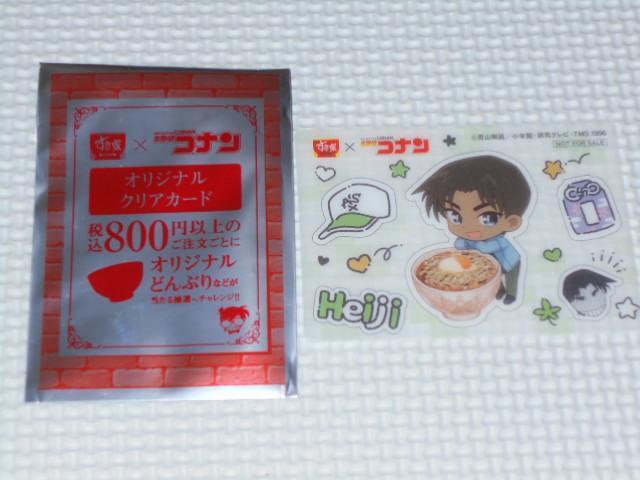 すき家 × 名探偵コナン
オリジナル
クリアカード
税込800円以上の
ご注文ごとに
オリジナル
どんぶりなどが
当たる抽選へチャレンジ!!
すき家 × 名探偵コナン
©青山剛昌／小学館・読売テレビ・TMS 1996
NOT FOR SALE
Heiji